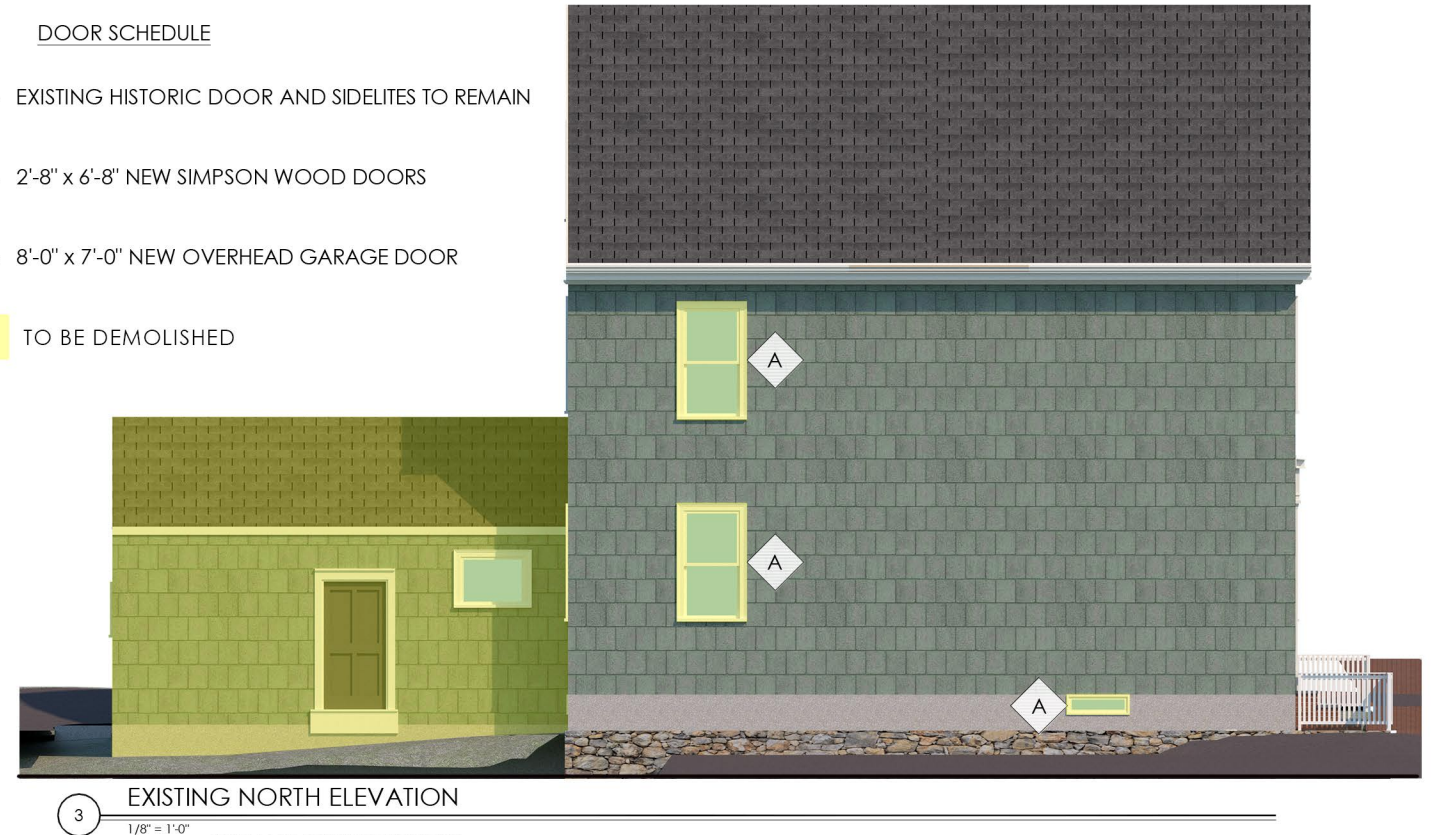 DOOR SCHEDULE
EXISTING HISTORIC DOOR AND SIDELITES TO REMAIN
2'-8" x 6'-8" NEW SIMPSON WOOD DOORS
8'-0" x 7'-0" NEW OVERHEAD GARAGE DOOR
TO BE DEMOLISHED
A
A
A
3
EXISTING NORTH ELEVATION
1/8" = 1'-0"